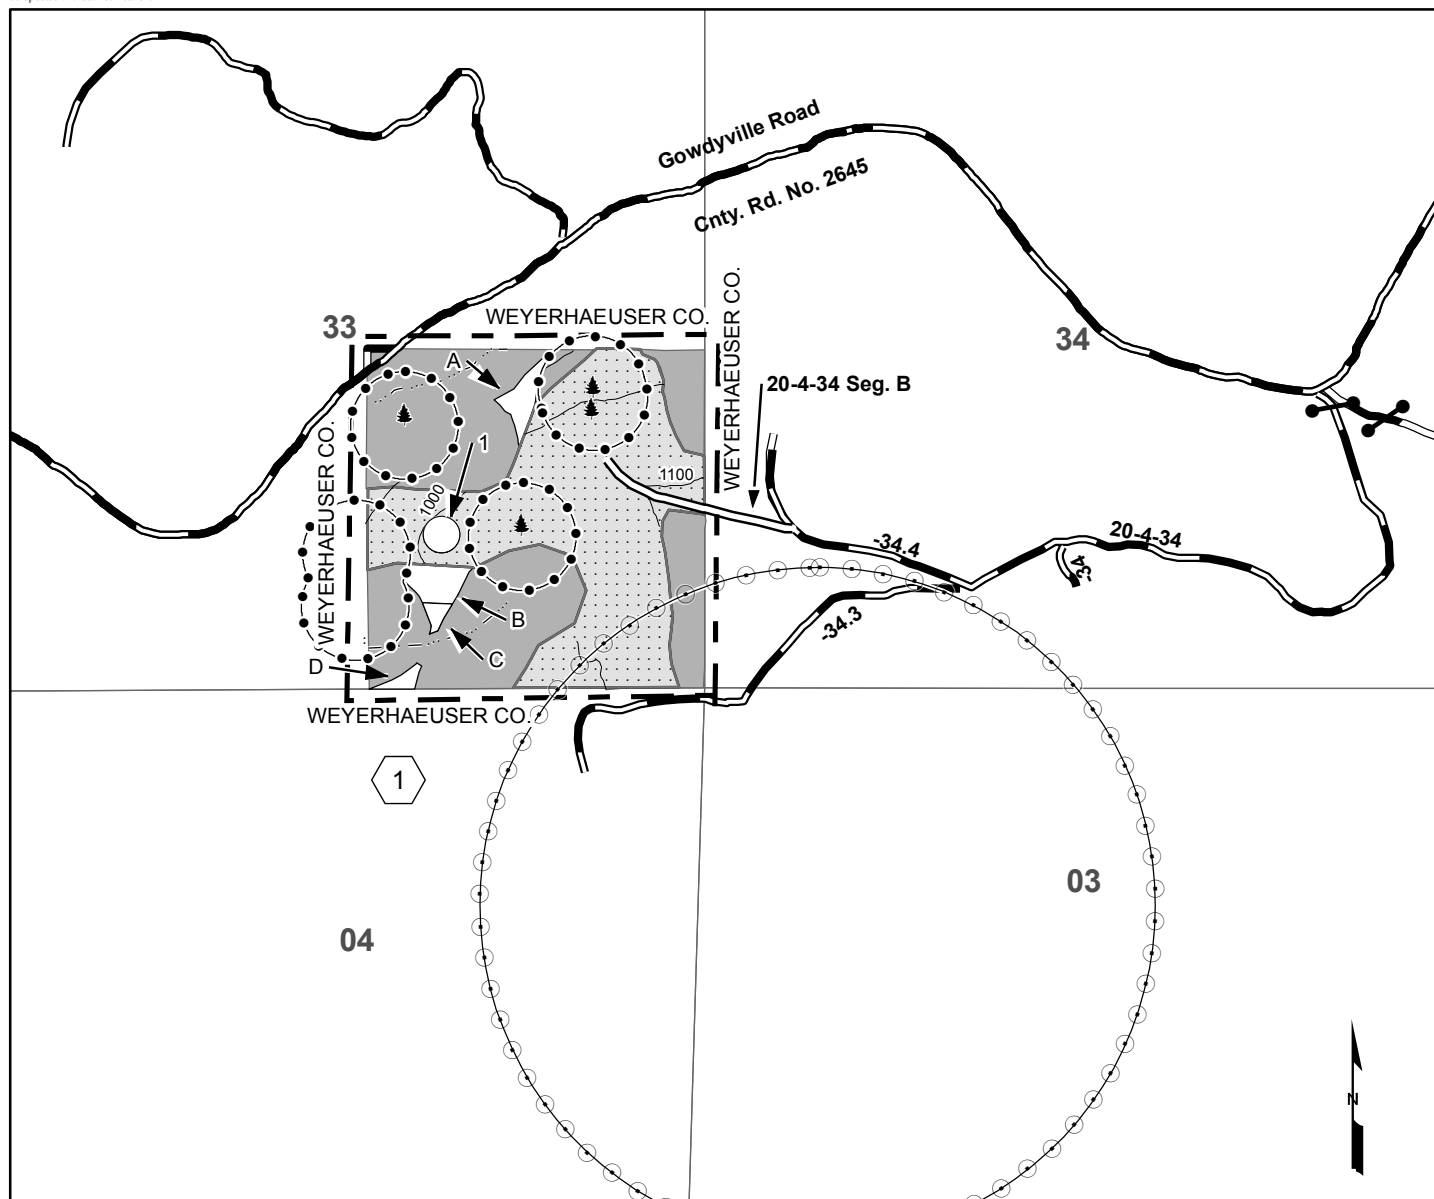 Gowdyville Road
Cnty. Rd. No. 2645
WEYERHAEUSER CO.
WEYERHAEUSER CO.
33
34
A
20-4-34 Seg. B
1
WEYERHAEUSER CO.
1100
1000
-34.4
20-4-34
-34
B
-34.3
C
D
WEYERHAEUSER CO.
1
03
04
N